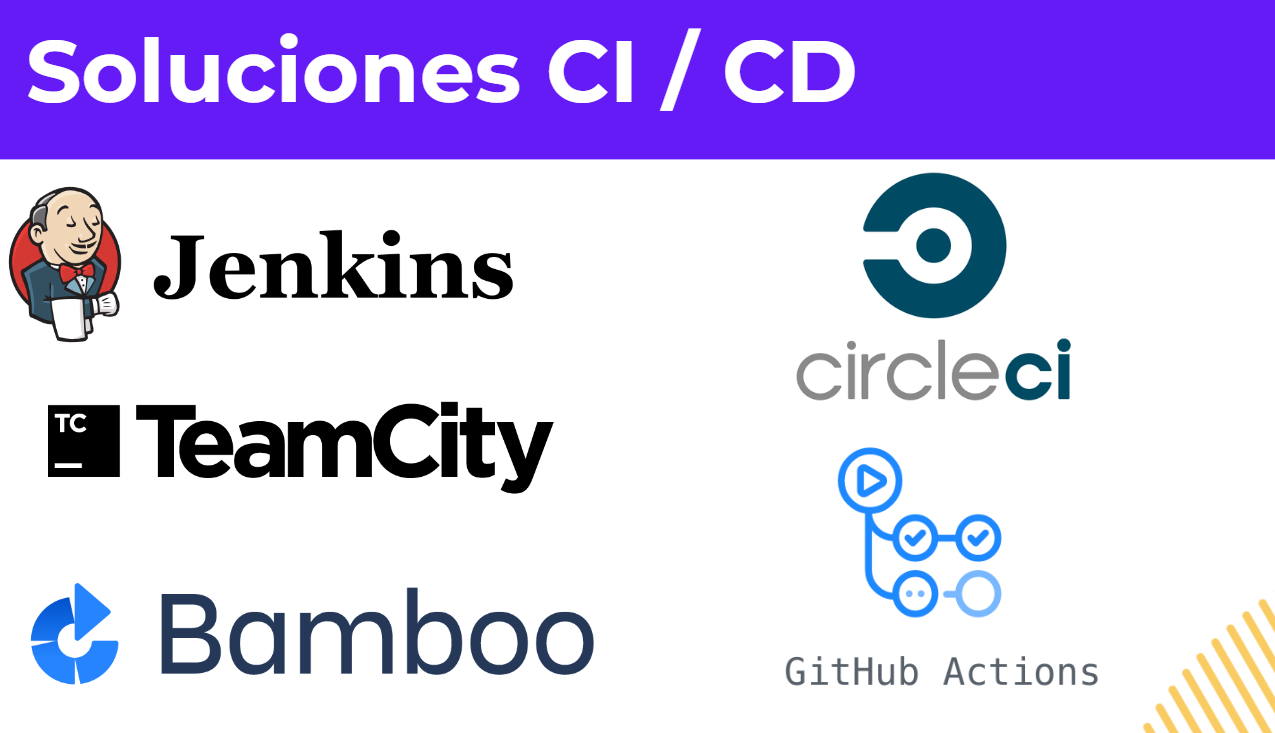 Soluciones CI / CD
Jenkins
TC
TeamCity
Bamboo
circleci
GitHub Actions